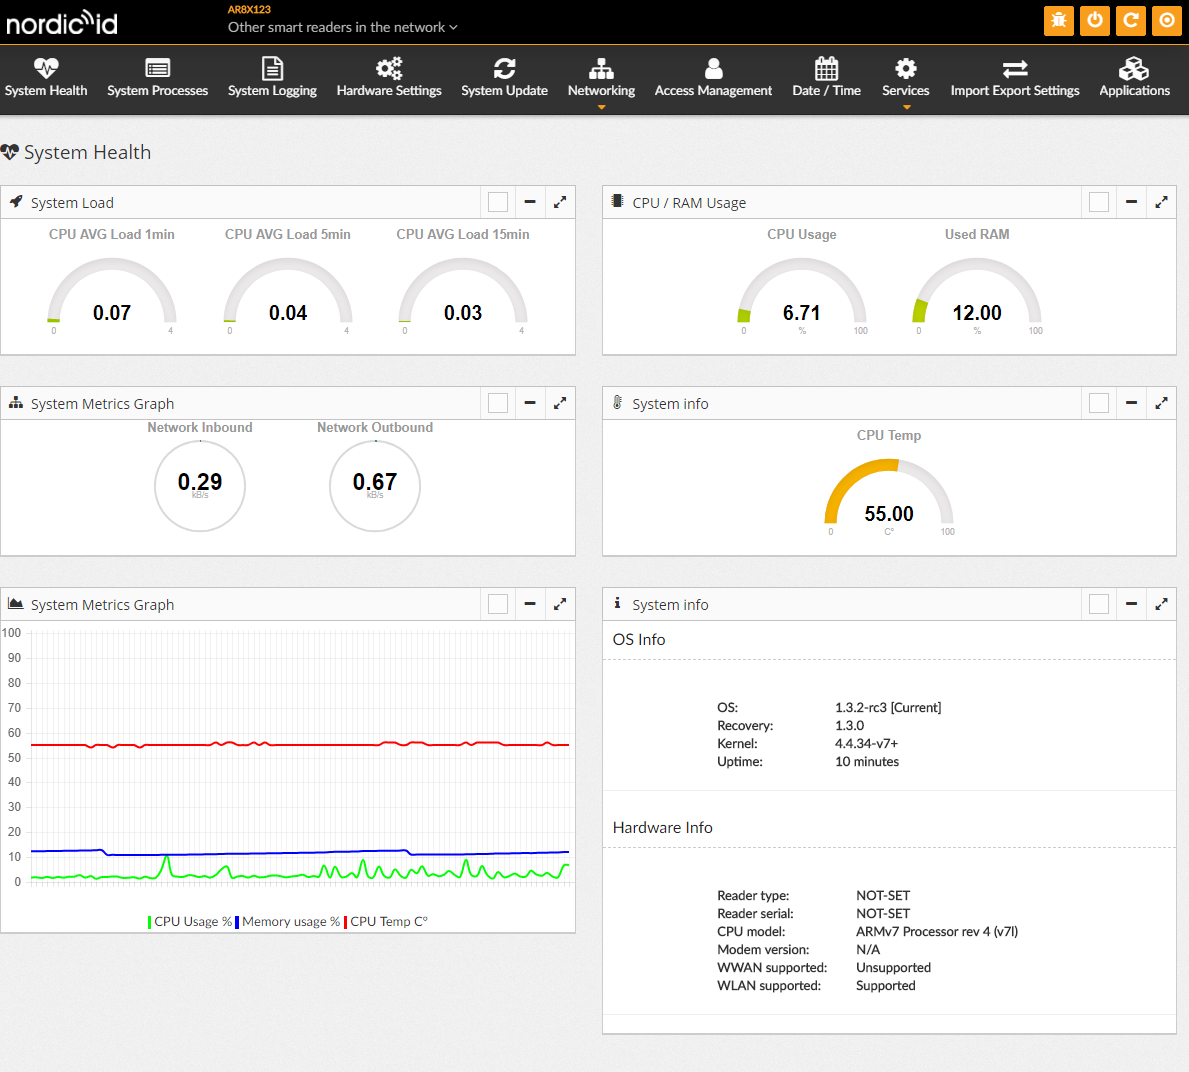 nordic id
AR8X123
Other smart readers in the network
System Health
System Processes
System Logging
Hardware Settings
System Update
Networking
Access Management
Date / Time
Services
Import Export Settings
Applications
System Health
System Load
CPU AVG Load 1min
CPU AVG Load 5min
CPU AVG Load 15min
0.07
0.04
0.03
0 4
0 4
0 4
CPU / RAM Usage
CPU Usage
Used RAM
6.71
12.00
0 % 100
0 % 100
System Metrics Graph
Network Inbound
Network Outbound
0.29
kB/s
0.67
kB/s
System info
CPU Temp
55.00
0 C° 100
System Metrics Graph
100
90
80
70
60
50
40
30
20
10
0
CPU Usage % Memory usage % CPU Temp C°
System info
OS Info
OS: 1.3.2-rc3 [Current]
Recovery: 1.3.0
Kernel: 4.4.34-v7+
Uptime: 10 minutes
Hardware Info
Reader type: NOT-SET
Reader serial: NOT-SET
CPU model: ARMv7 Processor rev 4 (v7l)
Modem version: N/A
WWAN supported: Unsupported
WLAN supported: Supported